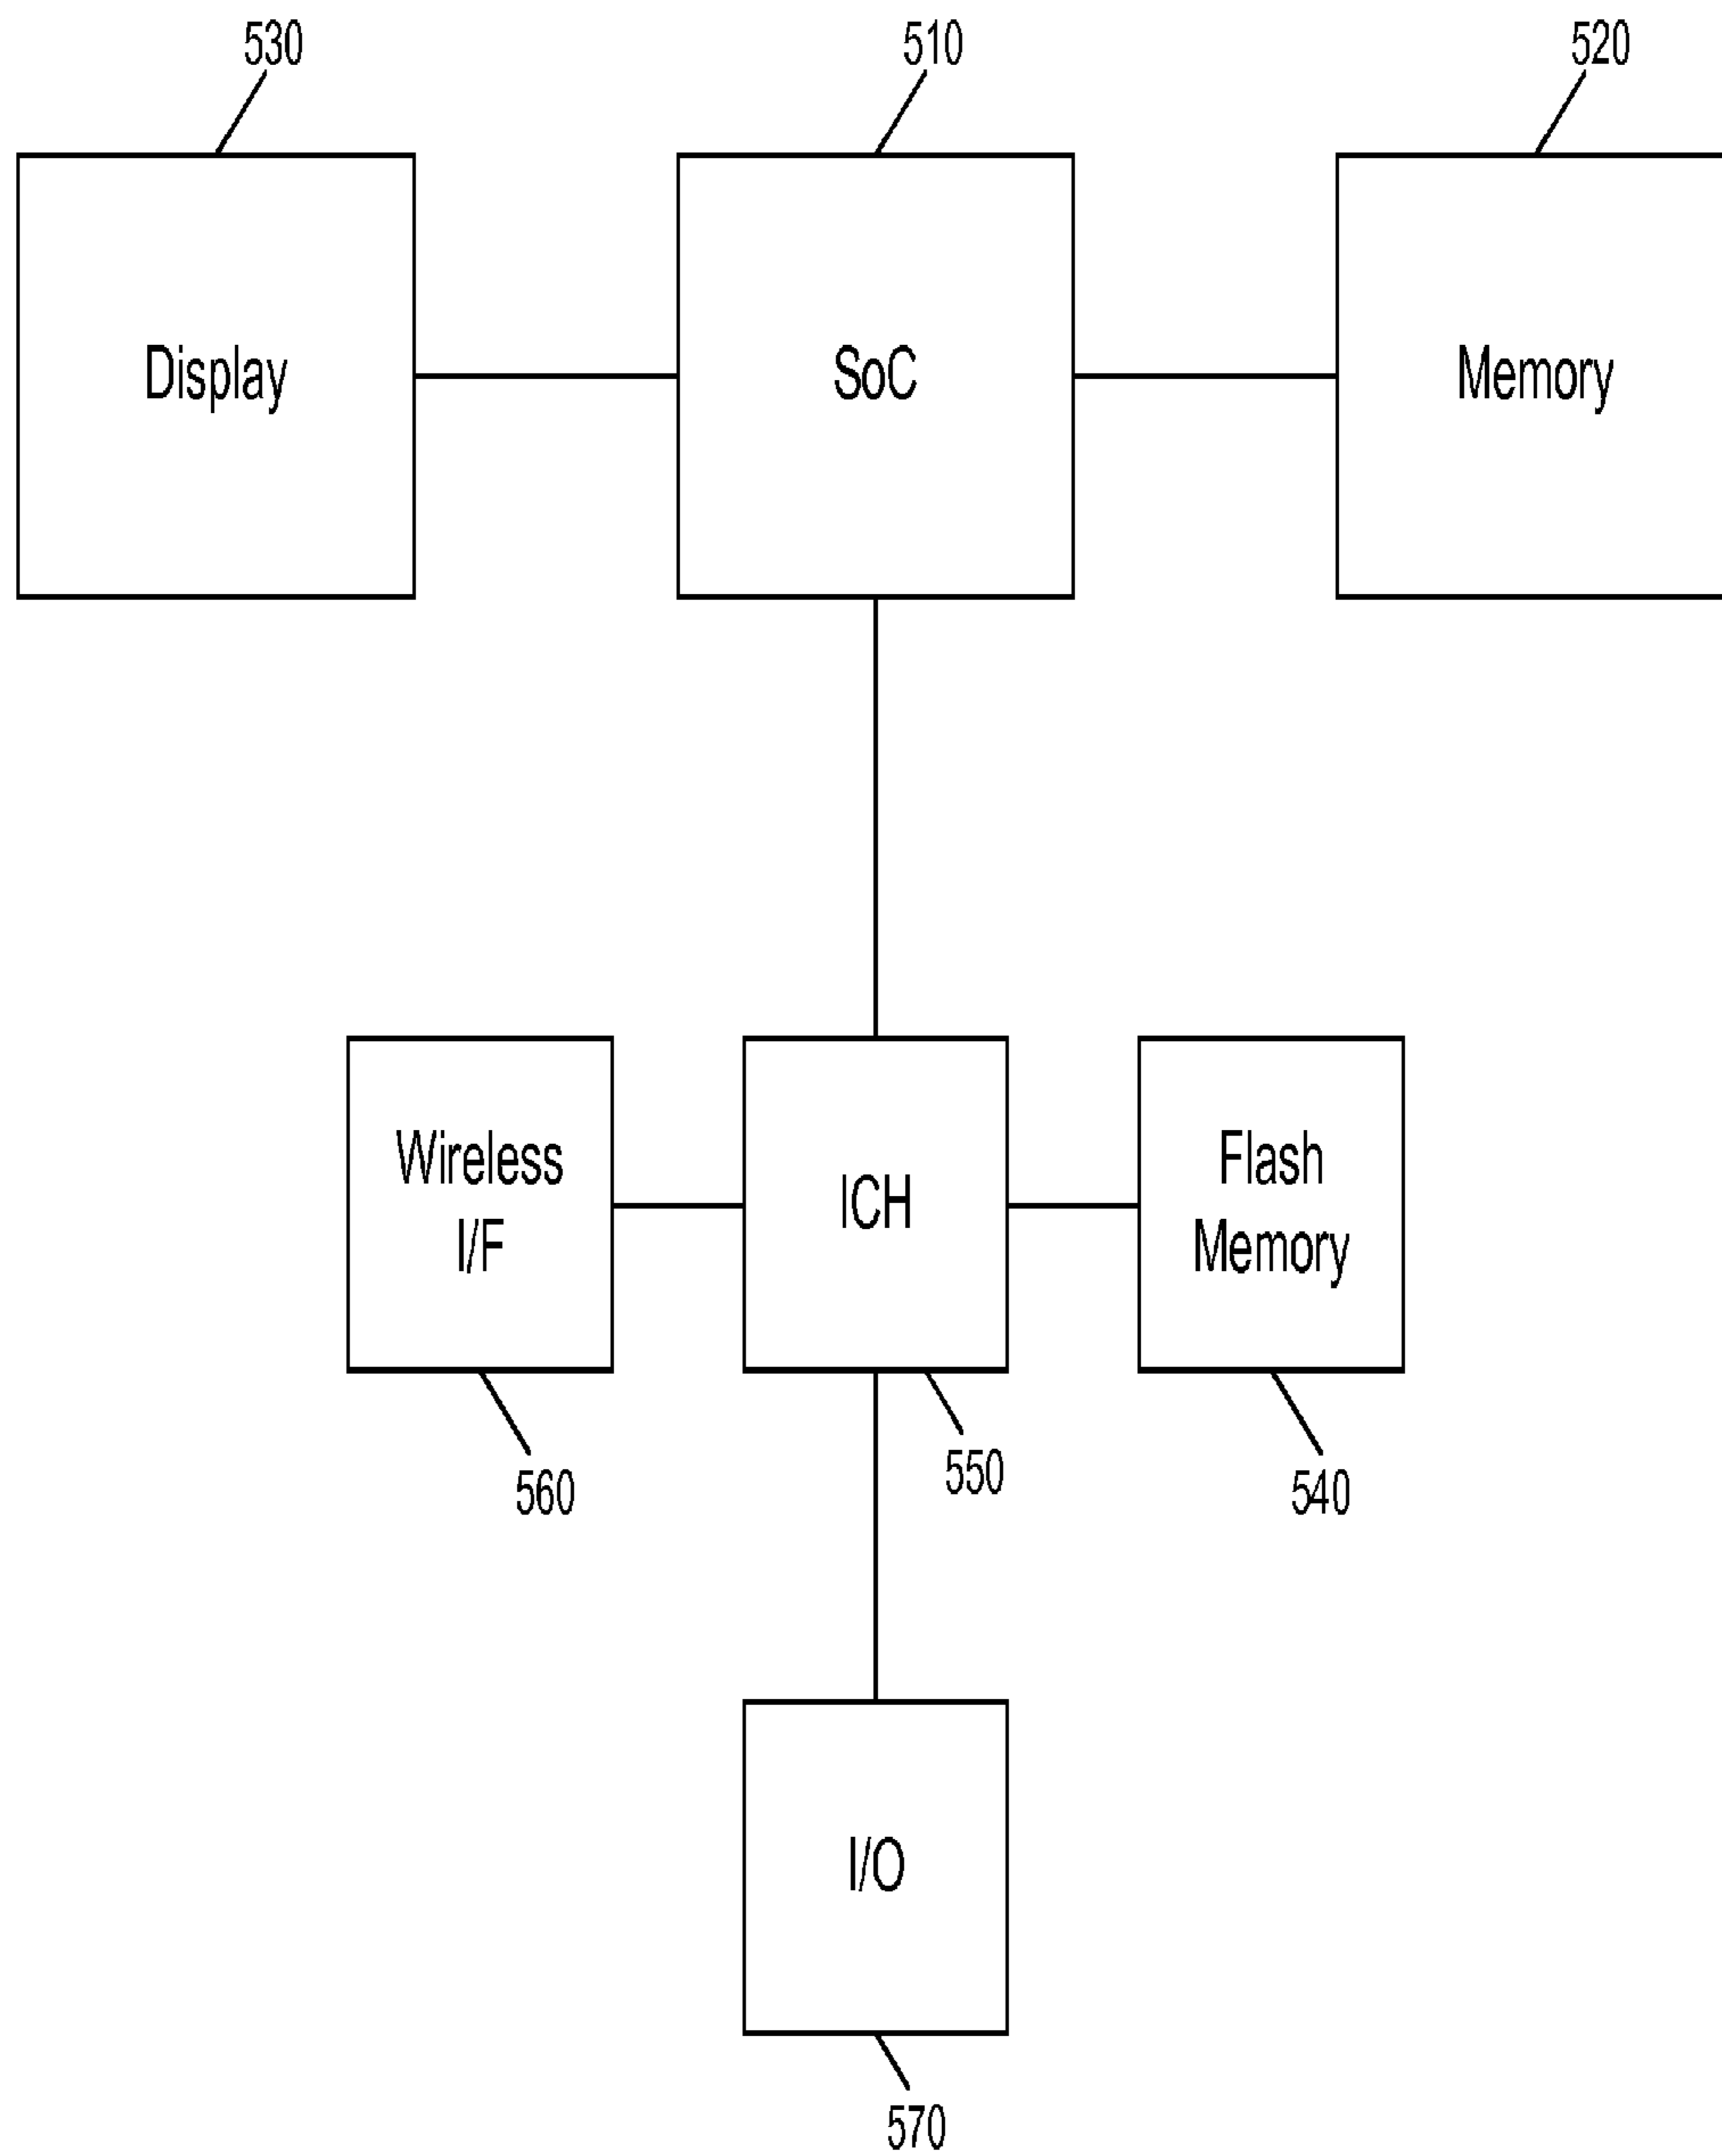 530
510
520
Display
SoC
Memory
Wireless
I/F
ICH
Flash
Memory
560
550
540
I/O
570